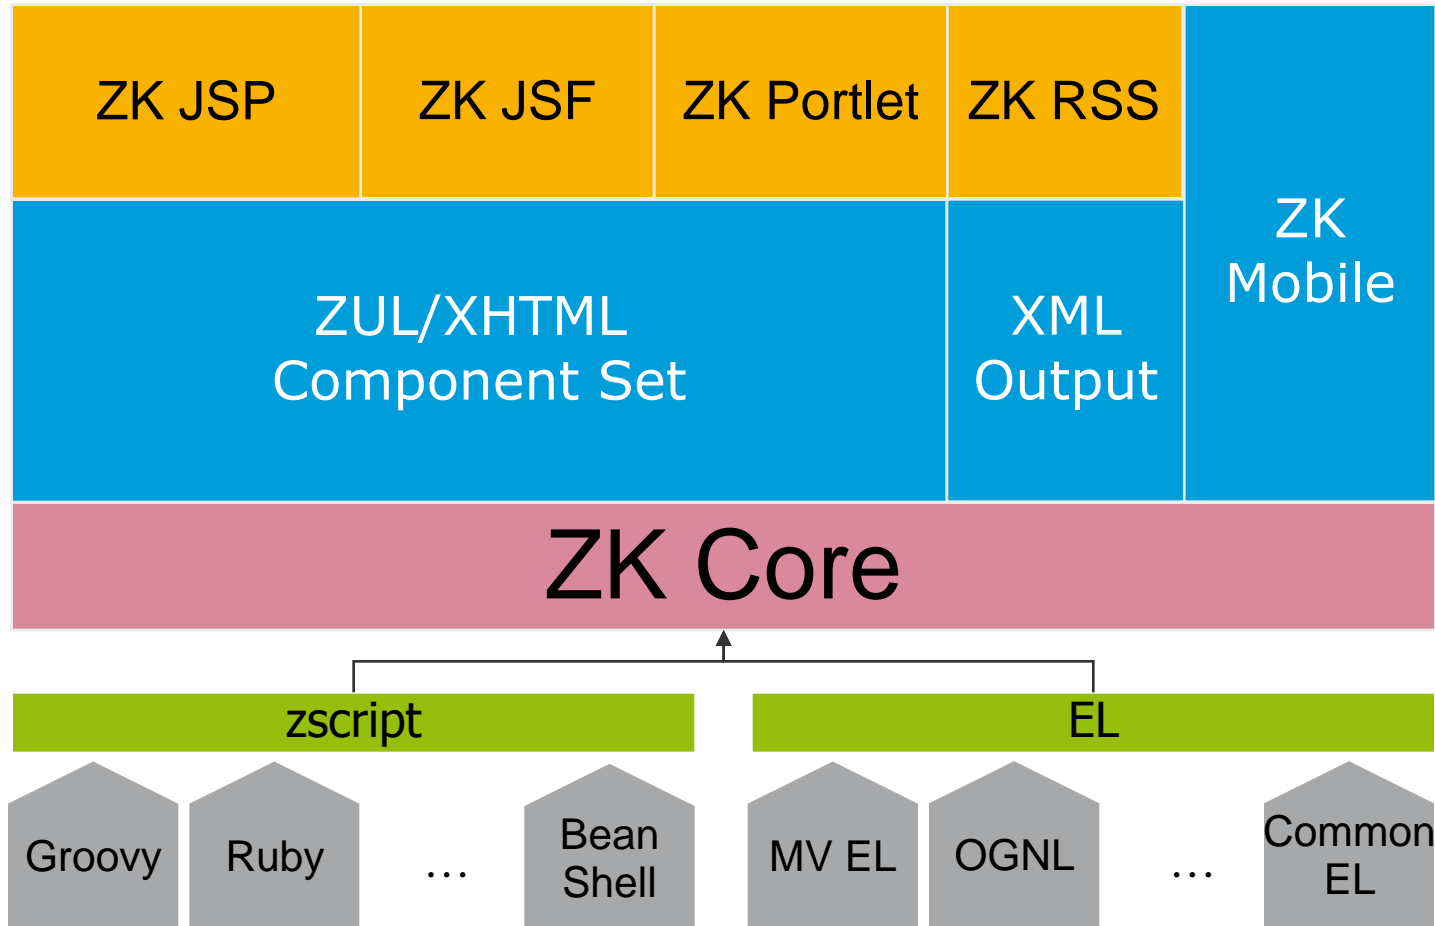 ZK JSP
ZK JSF
ZK Portlet
ZK RSS
ZK
Mobile
ZUL/XHTML
Component Set
XML
Output
ZK Core
zscript
EL
Groovy
Ruby
...
Bean
Shell
MV EL
OGNL
...
Common
EL